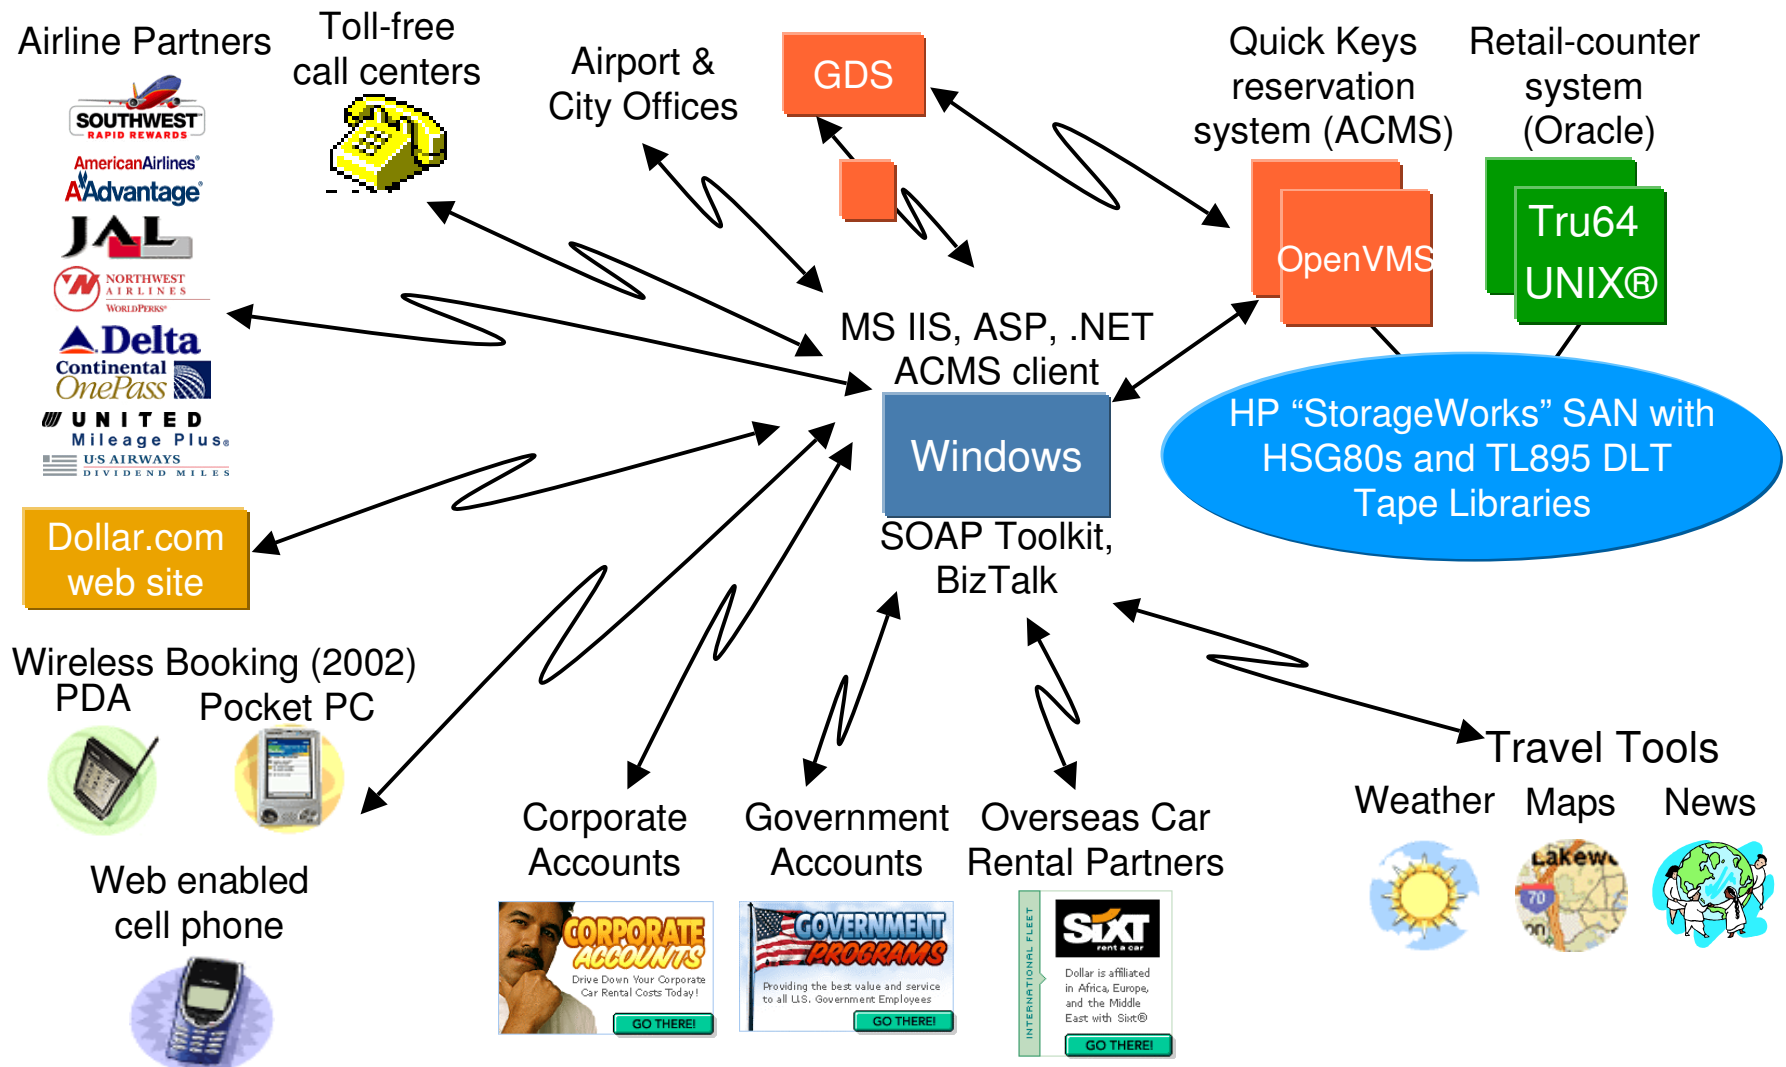 Airline Partners
SOUTHWEST
RAPID REWARDS
AmericanAirlines®
AAdvantage®
JAL
NORTHWEST
AIRLINES
WORLDPERKS®
Delta
Continental
OnePass
UNITED
Mileage Plus®
U·S AIRWAYS
DIVIDEND MILES
Toll-free
call centers
Airport &
City Offices
GDS
Quick Keys
reservation
system (ACMS)
OpenVMS
Retail-counter
system
(Oracle)
Tru64
UNIX®
HP “StorageWorks” SAN with
HSG80s and TL895 DLT
Tape Libraries
MS IIS, ASP, .NET
ACMS client
Windows
SOAP Toolkit,
BizTalk
Dollar.com
web site
Wireless Booking (2002)
PDA
Pocket PC
Web enabled
cell phone
Corporate
Accounts
CORPORATE
ACCOUNTS
Drive Down Your Corporate
Car Rental Costs Today!
GO THERE!
Government
Accounts
GOVERNMENT
PROGRAMS
Providing the best value and service
to all U.S. Government Employees
GO THERE!
Overseas Car
Rental Partners
INTERNATIONAL FLEET
SiXT
rent a car
Dollar is affiliated
in Africa, Europe,
and the Middle
East with Sixt®
GO THERE!
Travel Tools
Weather
Maps
News
Lakew
70
on